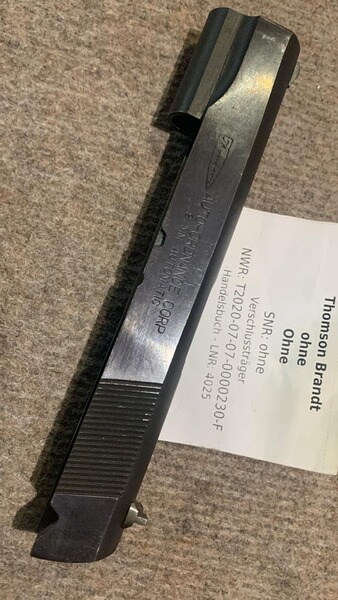 AUTO-ORDNANCE CORP
Thomson Brandt
ohne
Ohne
SNR: ohne
Verschlussträger
NWR: T2020-07-07-0000230-F
Handelsbuch - LNR: 4025